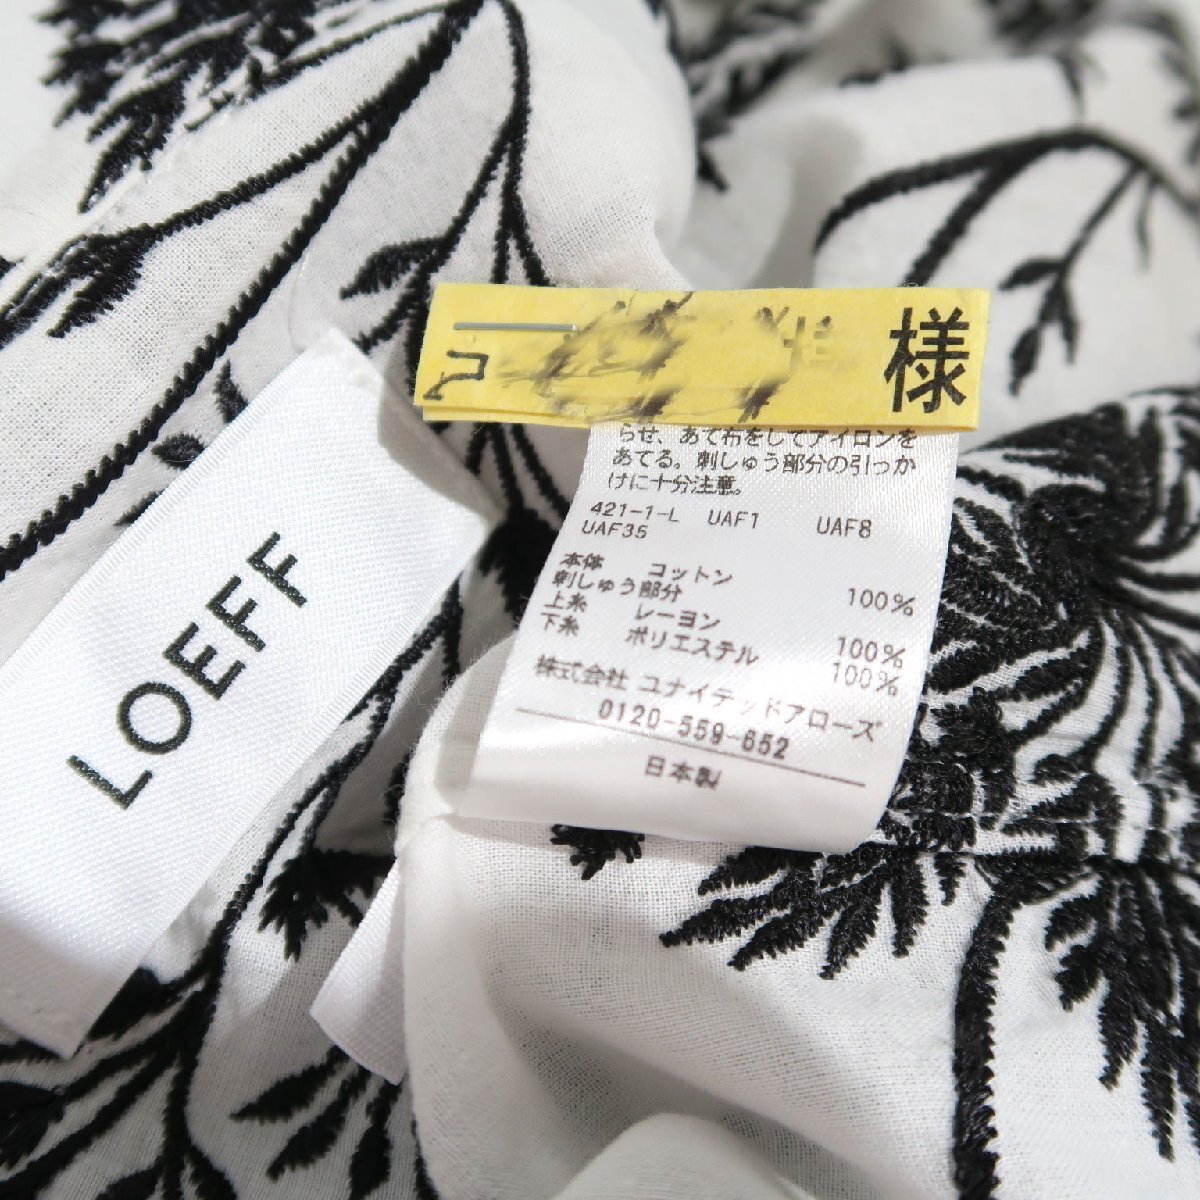 様
らせ、あて布をしてアイロンを
あてる。刺しゅう部分の引っか
けに十分注意。
421-1-L UAF1 UAF8
UAF35
本体 コットン 100%
刺しゅう部分
上糸 レーヨン 100%
下糸 ポリエステル 100%
株式会社 ユナイテッドアローズ
0120-559-652
日本製
LOEFF